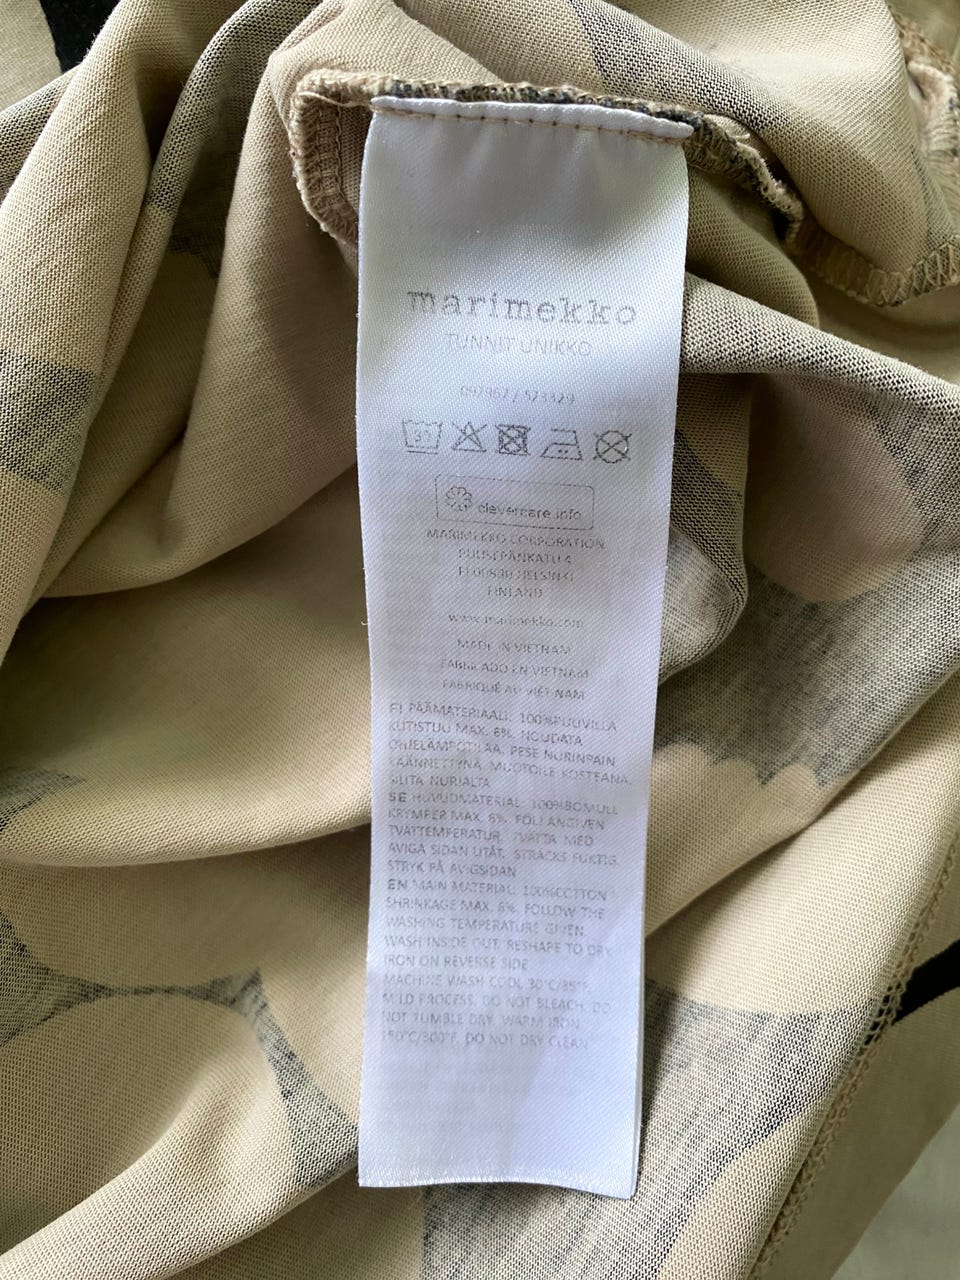 marimekko
TUNNIT UNIKKO
30
clevercare.info
MARIMEKKO CORPORATION
PUUSEPÄNKATU 4
FI 00880 HELSINKI
FINLAND
www.marimekko.com
MADE IN VIETNAM
FABRICADO EN VIETNAM
FABRIQUÉ AU VIÊT-NAM
FI PÄÄMATERIAALI: 100%PUUVILLA
KUTISTUU MAX. 6%. NOUDATA
OHJELÄMPÖTILAA. PESE NURINPÄIN
KÄÄNNETTYNÄ. MUOTOILE KOSTEANA.
SILITÄ NURJALTA
SE HUVUDMATERIAL: 100%BOMULL
KRYMPER MAX. 6%. FÖLJ ANGIVEN
TVÄTTEMPERATUR. TVÄTTA MED
AVIGA SIDAN UTÅT. STRÄCKS FUKTIG.
STRYK PÅ AVIGSIDAN
EN MAIN MATERIAL: 100%COTTON
SHRINKAGE MAX. 6%. FOLLOW THE
WASHING TEMPERATURE GIVEN.
WASH INSIDE OUT. RESHAPE TO DRY.
IRON ON REVERSE SIDE
MACHINE WASH COOL 30°C/85°F,
MILD PROCESS. DO NOT BLEACH. DO
NOT TUMBLE DRY. WARM IRON
150°C/300°F. DO NOT DRY CLEAN